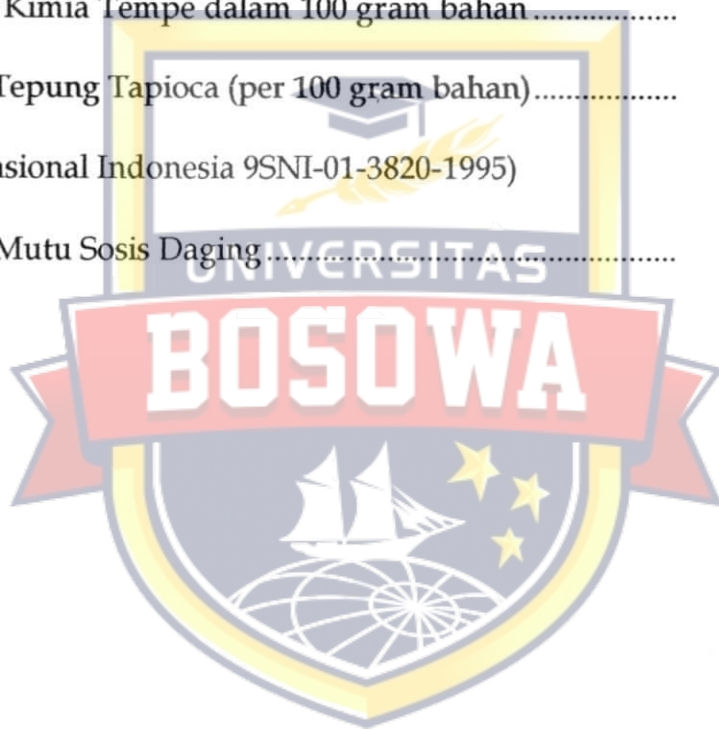 Kimia Tempe dalam 100 gram bahan..................
Tepung Tapioca (per 100 gram bahan)..................
sional Indonesia 9SNI-01-3820-1995)
Mutu Sosis Daging..................................................
UNIVERSITAS
BOSOWA